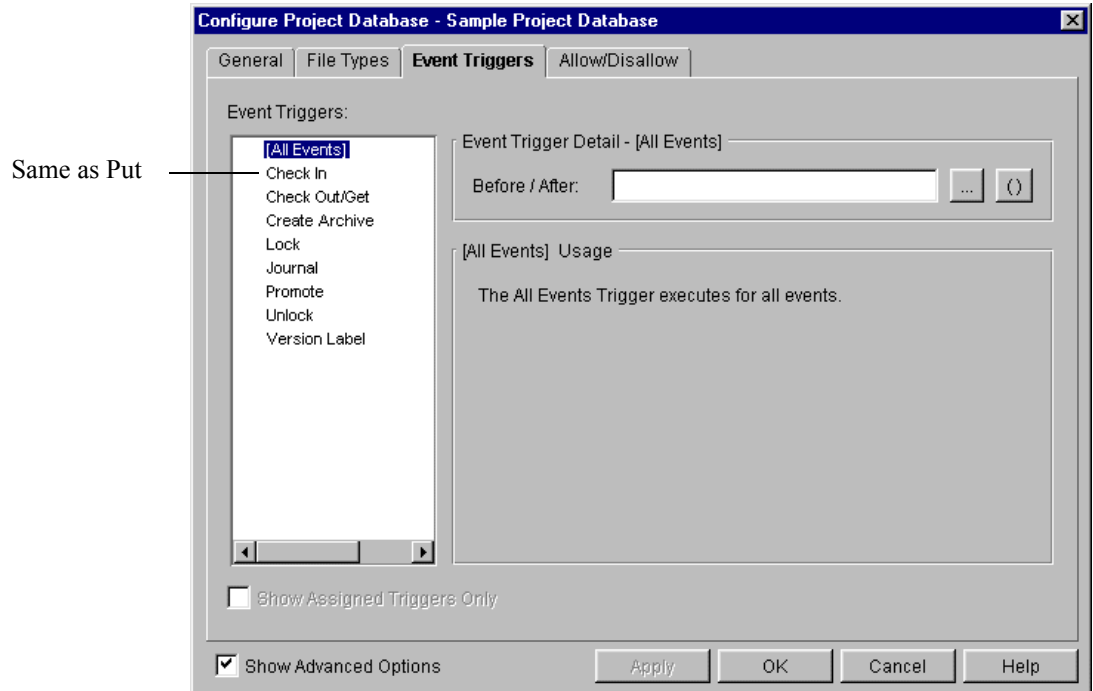 Configure Project Database - Sample Project Database
General
File Types
Event Triggers
Allow/Disallow
Event Triggers:
Same as Put
[All Events]
Check In
Check Out/Get
Create Archive
Lock
Journal
Promote
Unlock
Version Label
Event Trigger Detail - [All Events]
Before / After:
...
()
[All Events] Usage
The All Events Trigger executes for all events.
Show Assigned Triggers Only
Show Advanced Options
Apply
OK
Cancel
Help